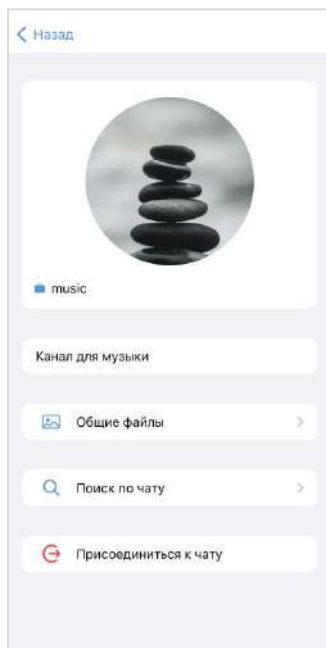 Назад
music
Канал для музыки
Общие файлы
Поиск по чату
Присоединиться к чату